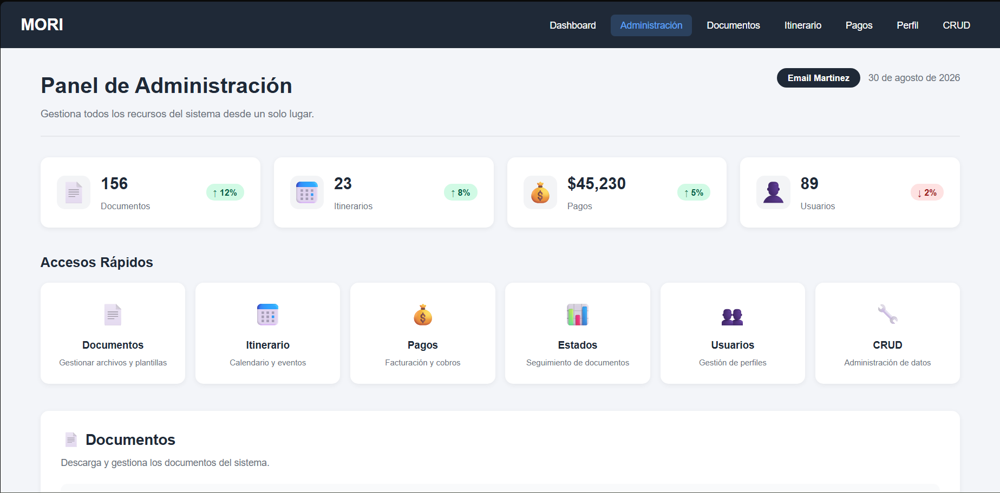 MORI
Dashboard
Administración
Documentos
Itinerario
Pagos
Perfil
CRUD
Panel de Administración
Email Martinez
30 de agosto de 2026
Gestiona todos los recursos del sistema desde un solo lugar.
156
Documentos
↑ 12%
23
Itinerarios
↑ 8%
$45,230
Pagos
↑ 5%
89
Usuarios
↓ 2%
Accesos Rápidos
Documentos
Gestionar archivos y plantillas
Itinerario
Calendario y eventos
Pagos
Facturación y cobros
Estados
Seguimiento de documentos
Usuarios
Gestión de perfiles
CRUD
Administración de datos
Documentos
Descarga y gestiona los documentos del sistema.